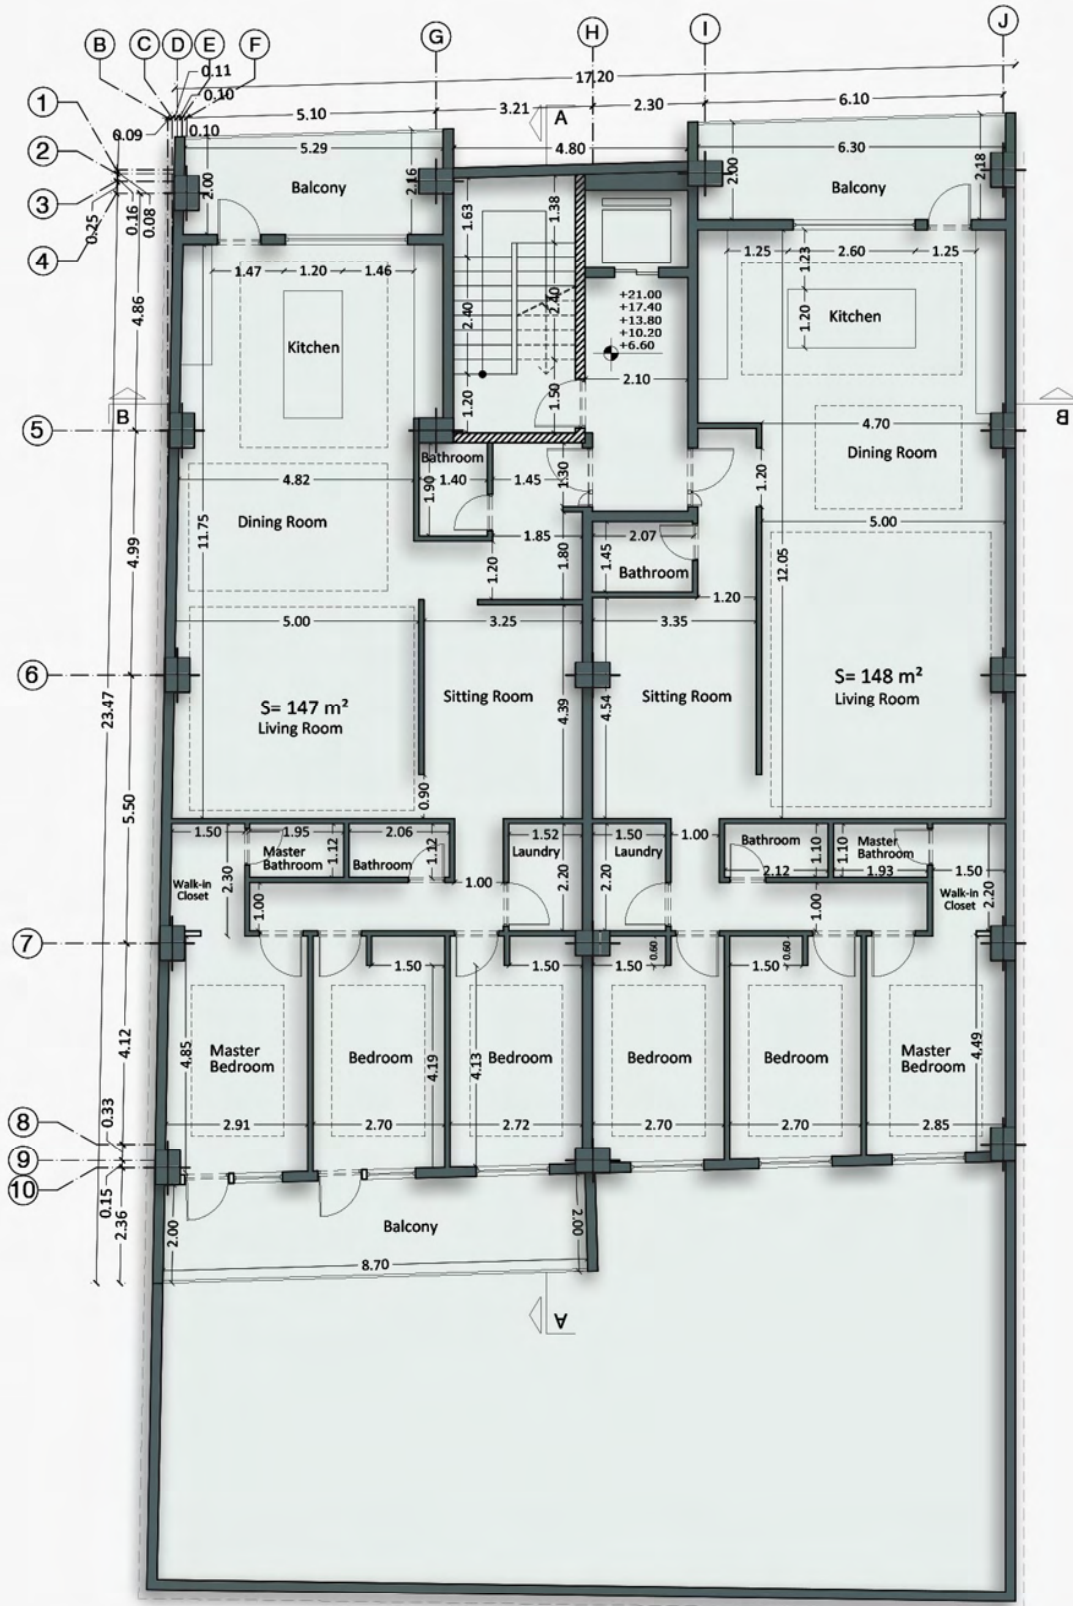 B
C
D
E
F
G
H
I
J
0.11
0.10
17.20
5.10
3.21
2.30
6.10
0.09
0.10
A
1
2
3
4
0.25
0.16
0.08
5.29
4.80
6.30
2.00
Balcony
2.16
2.00
Balcony
2.18
1.63
1.38
1.47
1.20
1.46
1.25
2.60
1.25
1.23
+21.00
+17.40
+13.80
+10.20
+6.60
2.40
2.40
1.20
Kitchen
Kitchen
4.86
2.10
1.20
1.50
B
B
5
4.70
Bathroom
Dining Room
1.90
1.40
1.45
1.30
1.20
4.82
Dining Room
11.75
5.00
1.85
2.07
1.45
Bathroom
4.99
1.20
1.80
12.05
1.20
5.00
3.25
3.35
6
Sitting Room
Sitting Room
S= 147 m²
Living Room
S= 148 m²
Living Room
23.47
4.39
4.54
0.90
5.50
1.50
1.95
2.06
1.52
1.50
1.00
Master
Bathroom
1.12
Bathroom
1.12
Laundry
Laundry
Bathroom
1.10
1.10
Master
Bathroom
2.12
1.93
1.50
Walk-in
Closet
2.30
1.00
1.00
2.20
2.20
1.00
Walk-in
Closet
2.20
7
1.50
1.50
1.50
0.60
1.50
0.60
4.12
4.85
Master
Bedroom
Bedroom
4.19
4.13
Bedroom
Bedroom
Bedroom
Master
Bedroom
4.49
2.91
2.70
2.72
2.70
2.70
2.85
0.33
8
9
10
0.15
2.36
2.00
Balcony
2.00
8.70
A